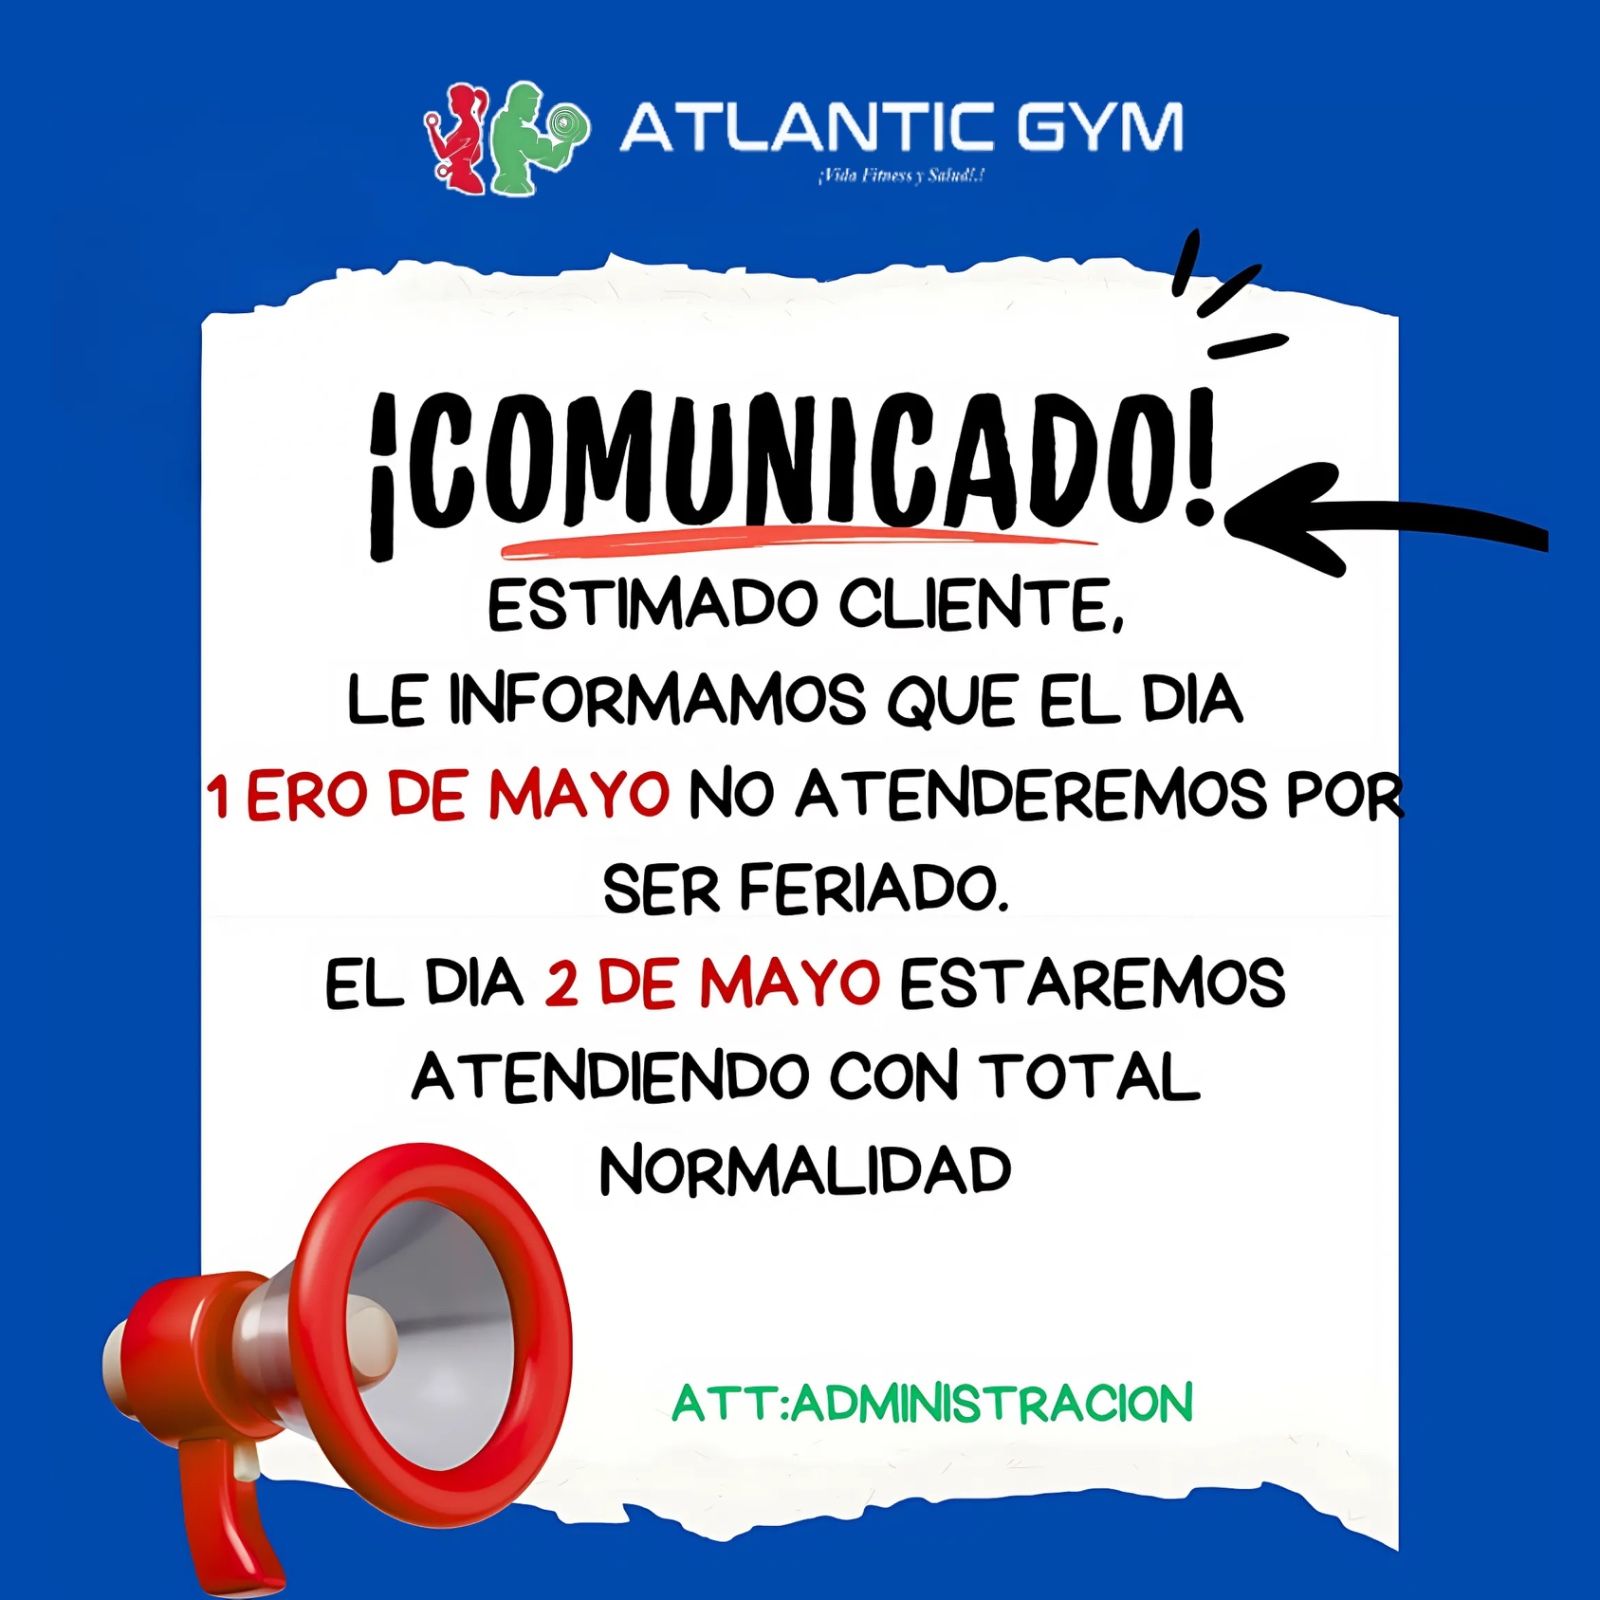 ATLANTIC GYM
¡Vida Fitness y Salud!.!
¡COMUNICADO!
ESTIMADO CLIENTE,
LE INFORMAMOS QUE EL DIA
1 ERO DE MAYO NO ATENDEREMOS POR
SER FERIADO.
EL DIA 2 DE MAYO ESTAREMOS
ATENDIENDO CON TOTAL
NORMALIDAD
ATT:ADMINISTRACION